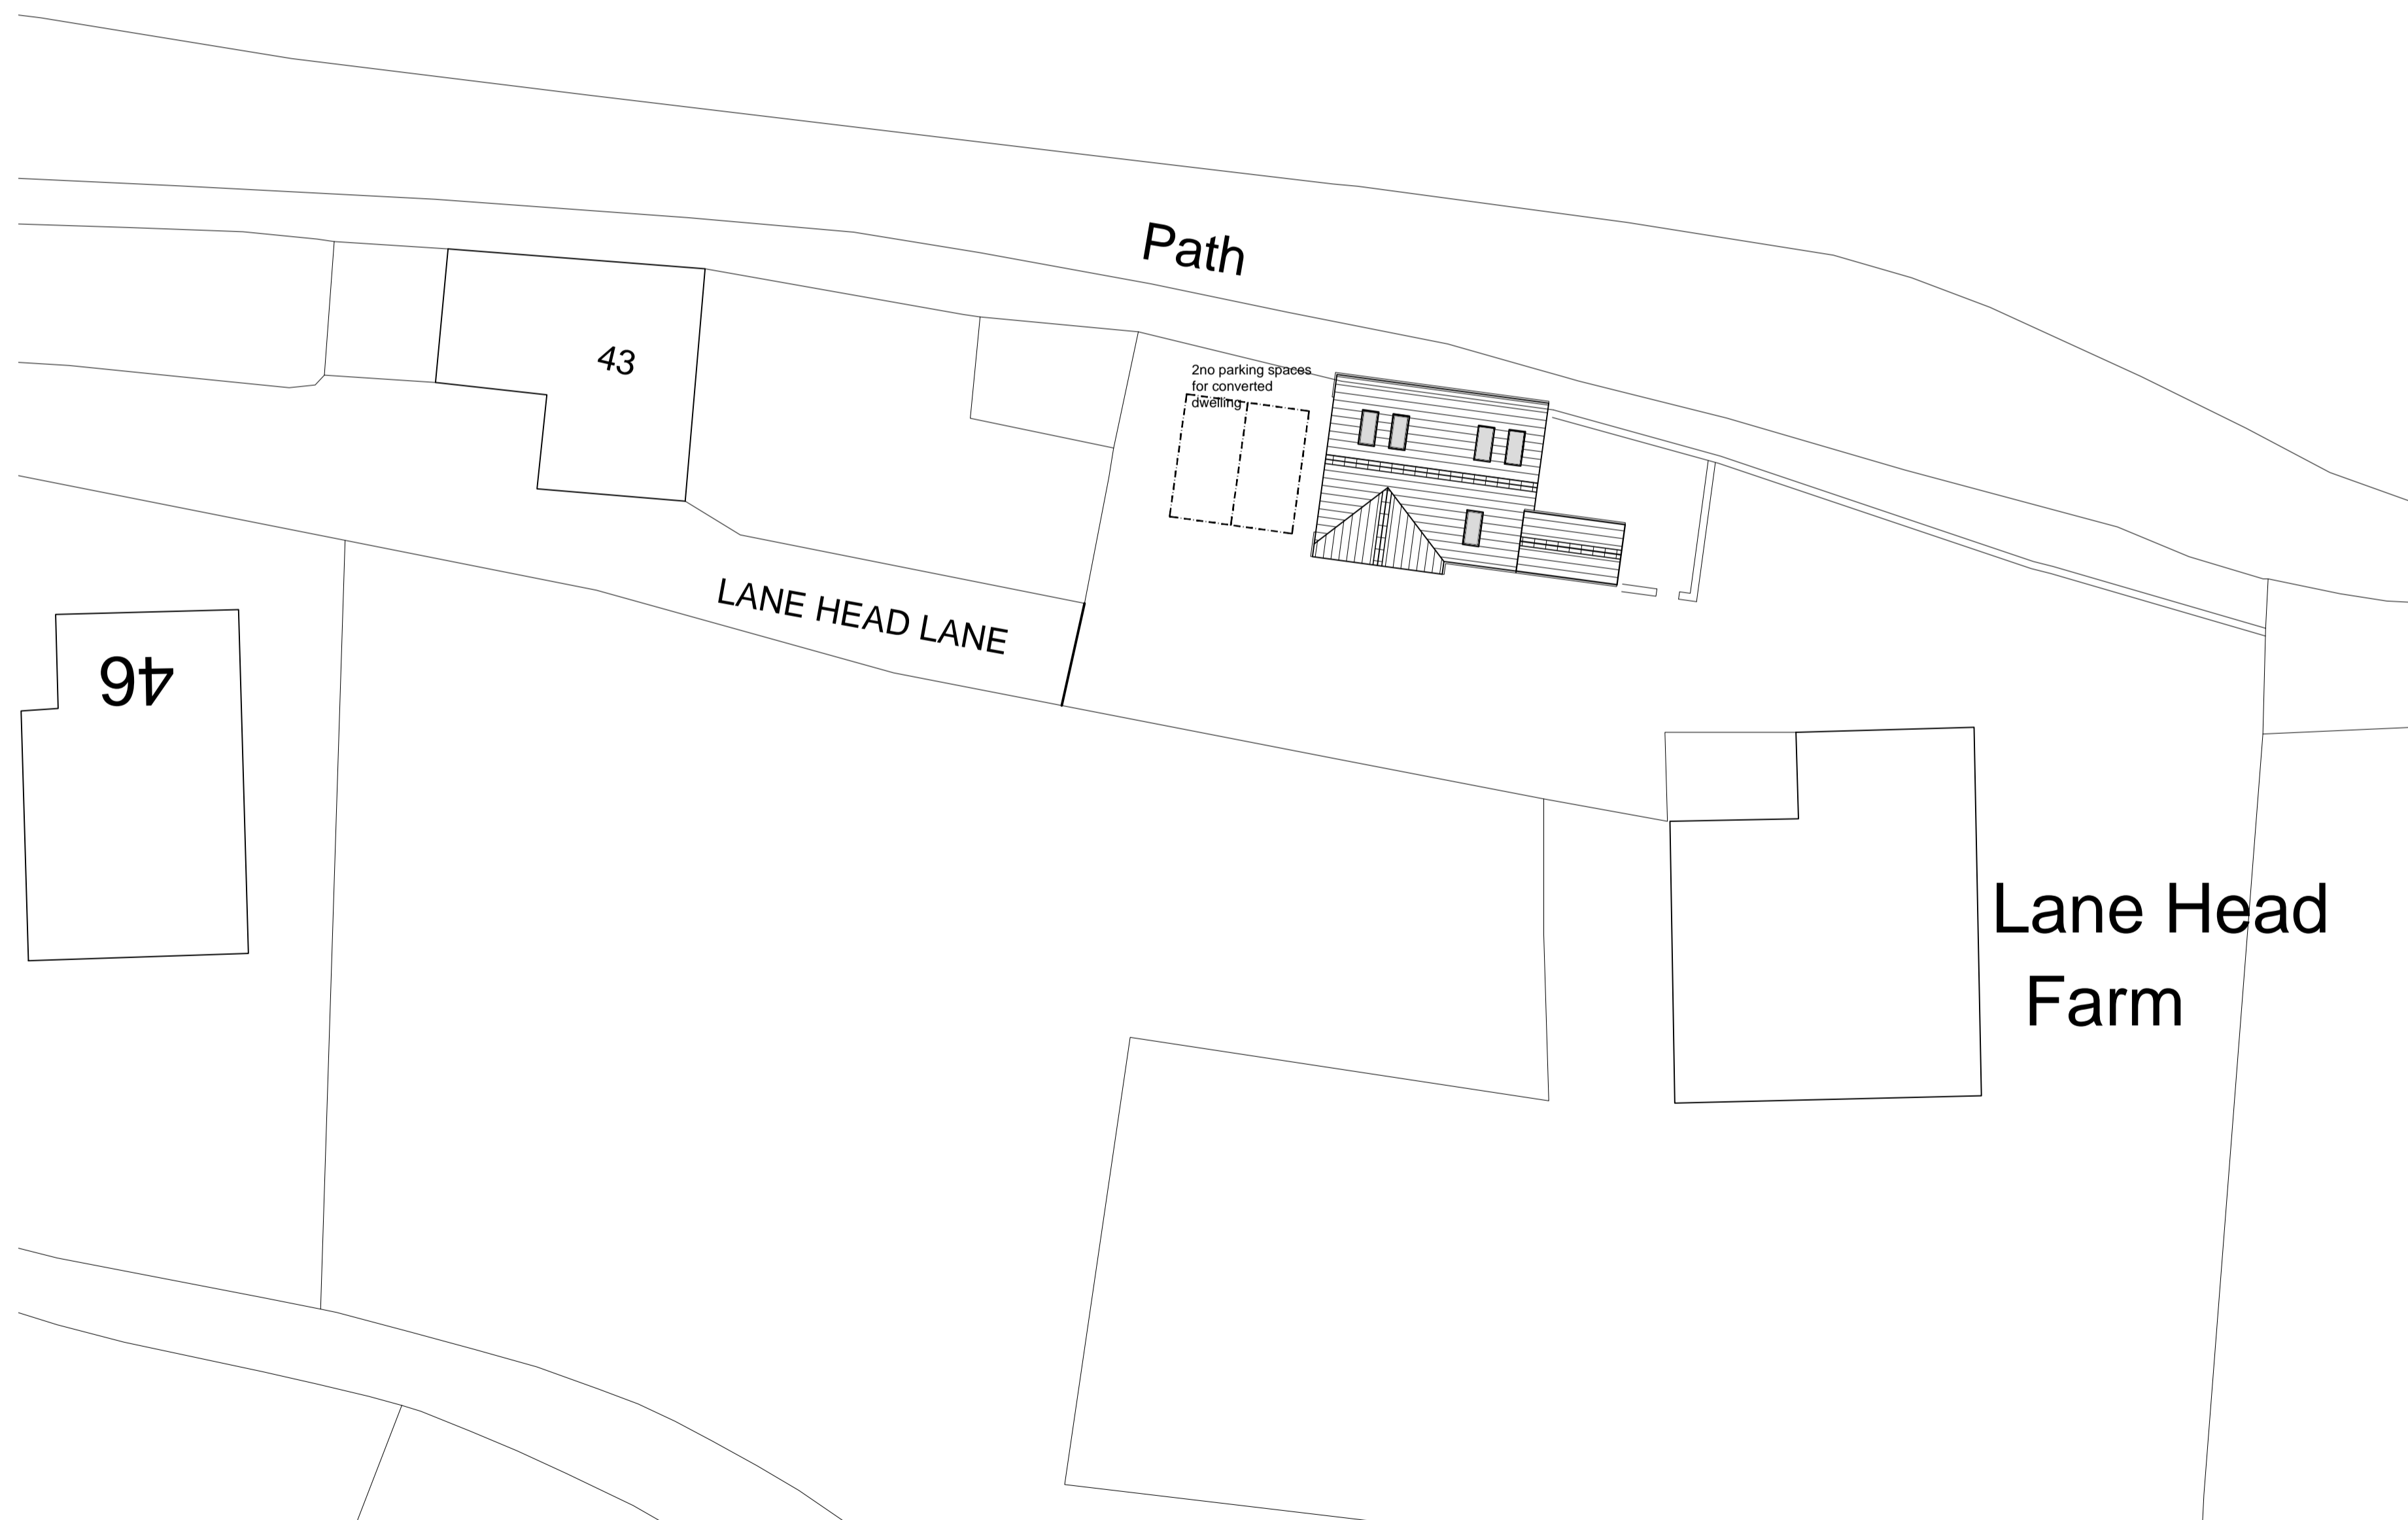 Path
2no parking spaces
for converted
dwelling
43
LANE HEAD LANE
46
Lane Head
Farm